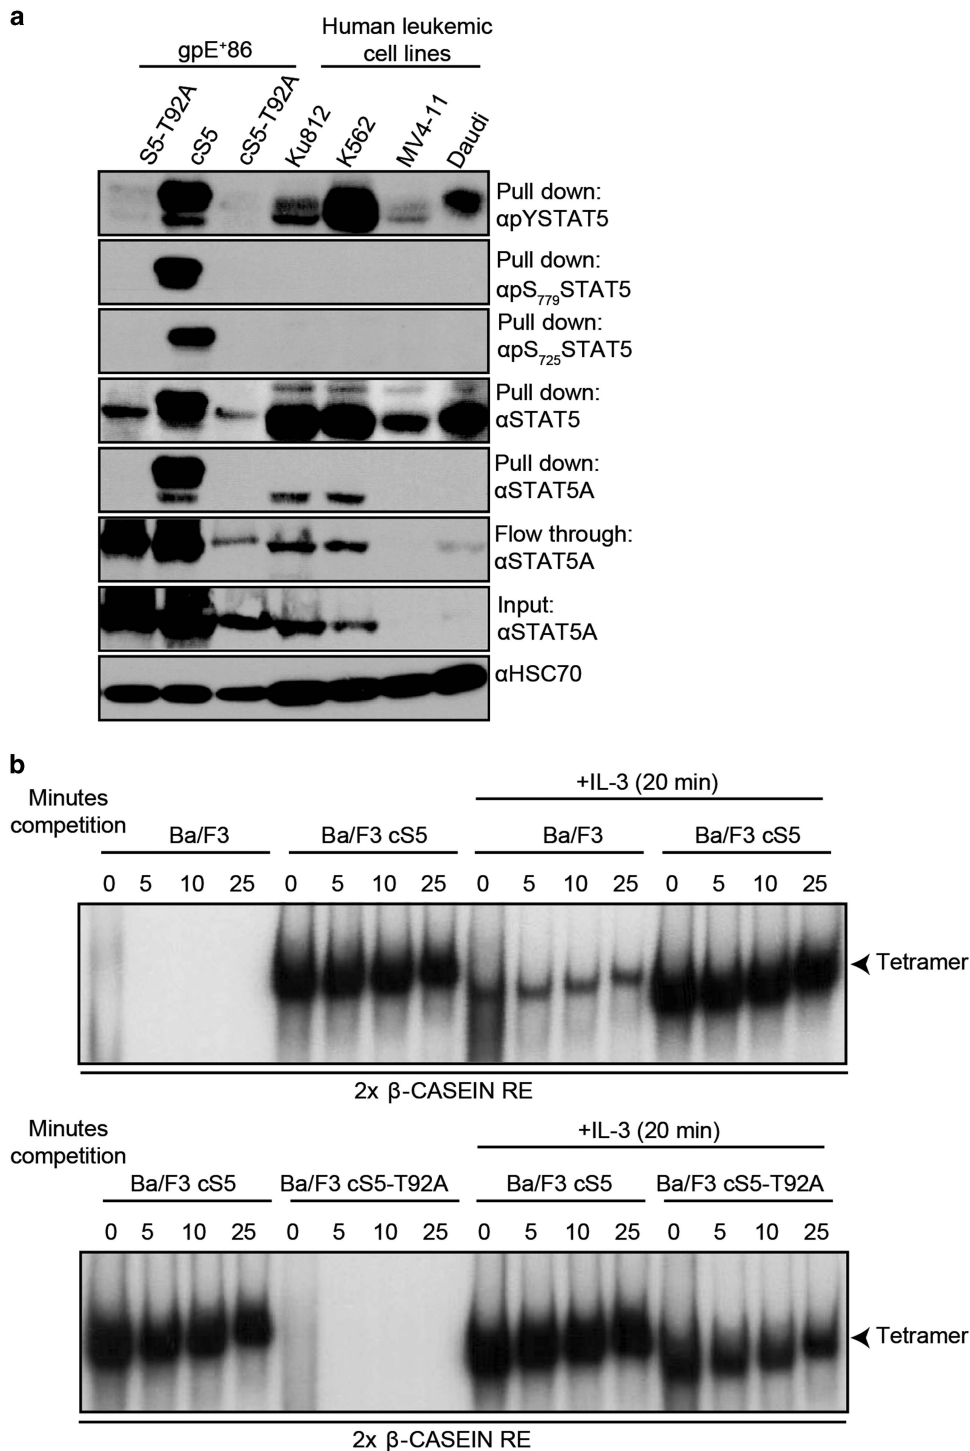 a
gpE+86
Human leukemic
cell lines
S5-T92A
cS5
cS5-T92A
Ku812
K562
MV4-11
Daudi
Pull down:
αpYSTAT5
Pull down:
αpS779STAT5
Pull down:
αpS725STAT5
Pull down:
αSTAT5
Pull down:
αSTAT5A
Flow through:
αSTAT5A
Input:
αSTAT5A
αHSC70
b
+IL-3 (20 min)
Minutes
competition
Ba/F3 Ba/F3 cS5 Ba/F3 Ba/F3 cS5
0 5 10 25 0 5 10 25 0 5 10 25 0 5 10 25
Tetramer
2x β-CASEIN RE
Minutes
competition
+IL-3 (20 min)
Ba/F3 cS5 Ba/F3 cS5-T92A Ba/F3 cS5 Ba/F3 cS5-T92A
0 5 10 25 0 5 10 25 0 5 10 25 0 5 10 25
Tetramer
2x β-CASEIN RE